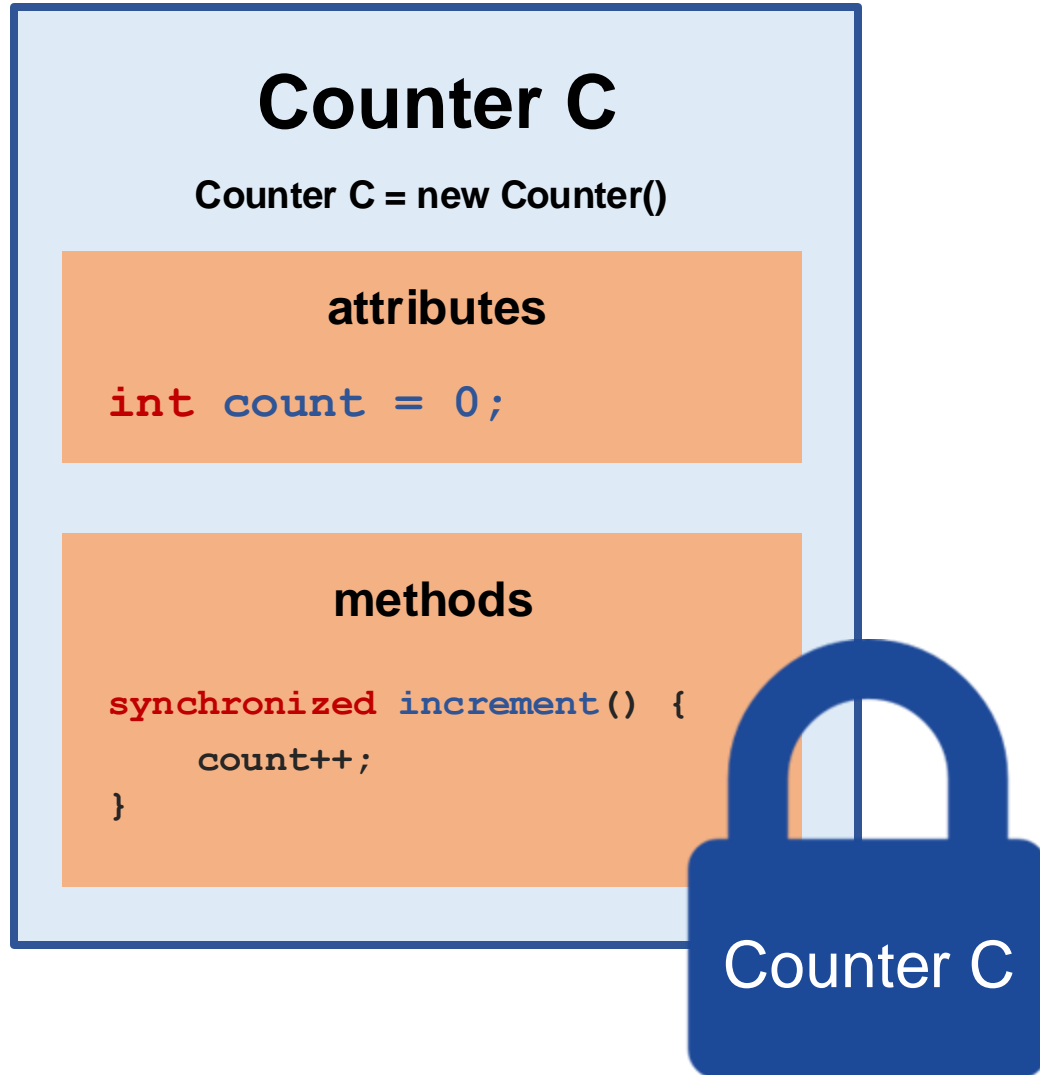 Counter C
Counter C = new Counter()
attributes
int count = 0;
methods
synchronized increment() {
count++;
}
Counter C